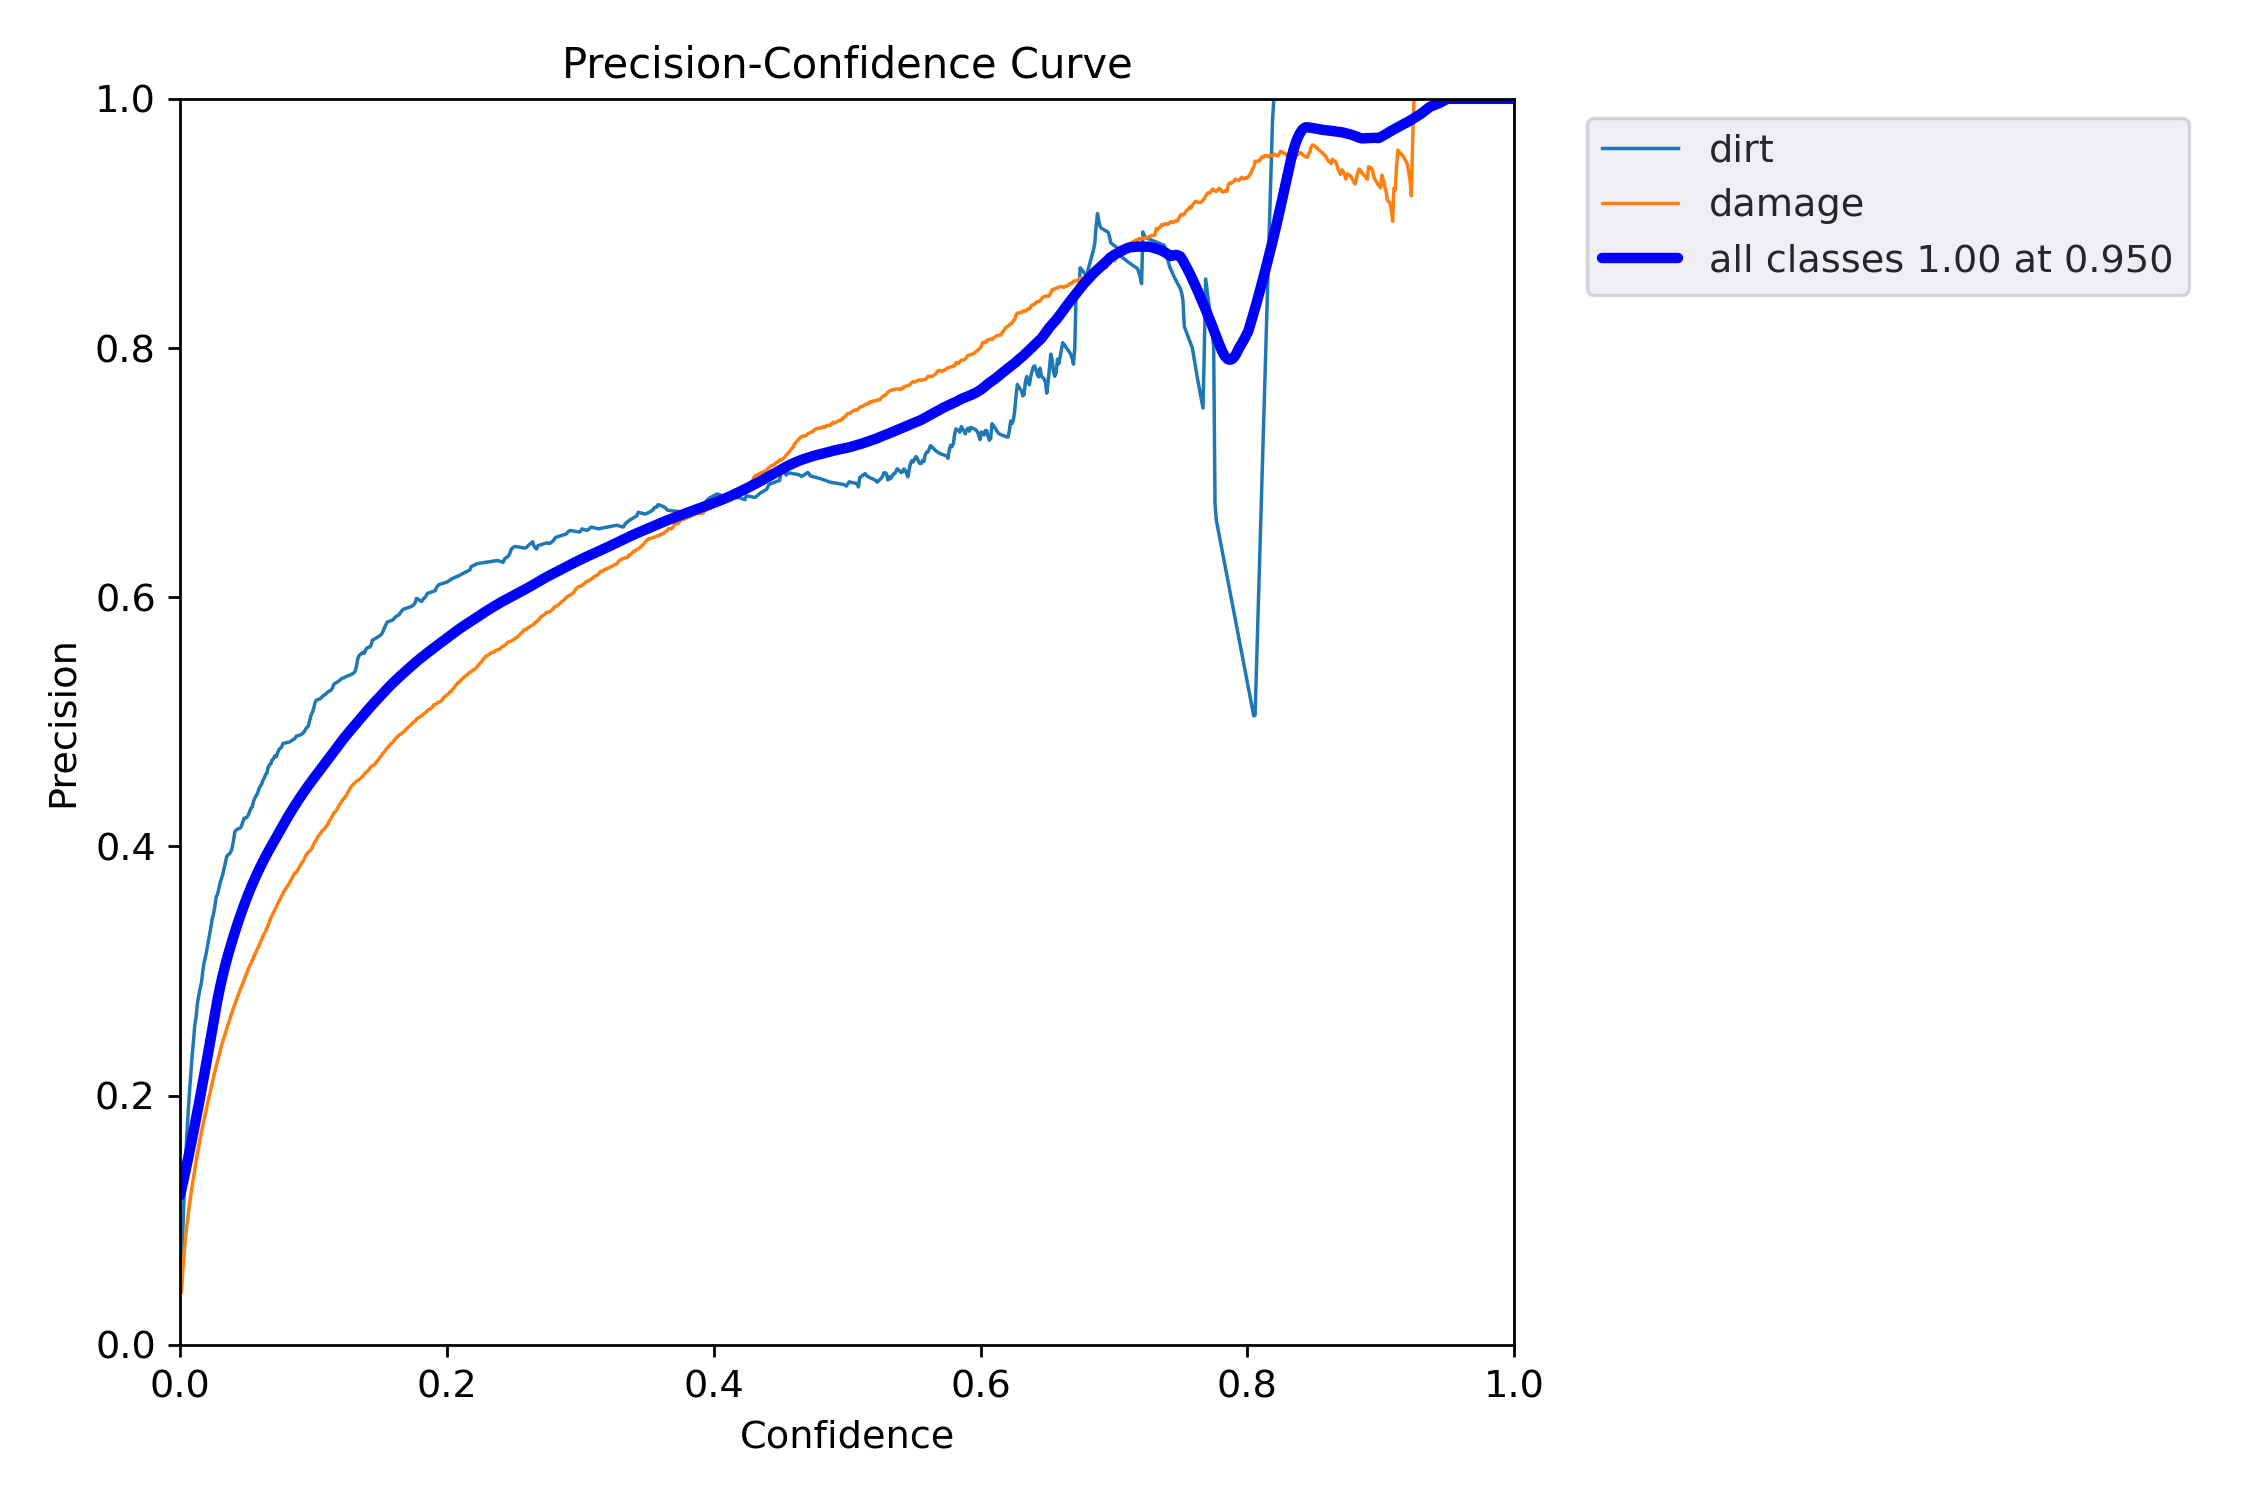 Precision-Confidence Curve
1.0
0.8
0.6
0.4
0.2
0.0
Precision
0.0 0.2 0.4 0.6 0.8 1.0
Confidence
dirt
damage
all classes 1.00 at 0.950